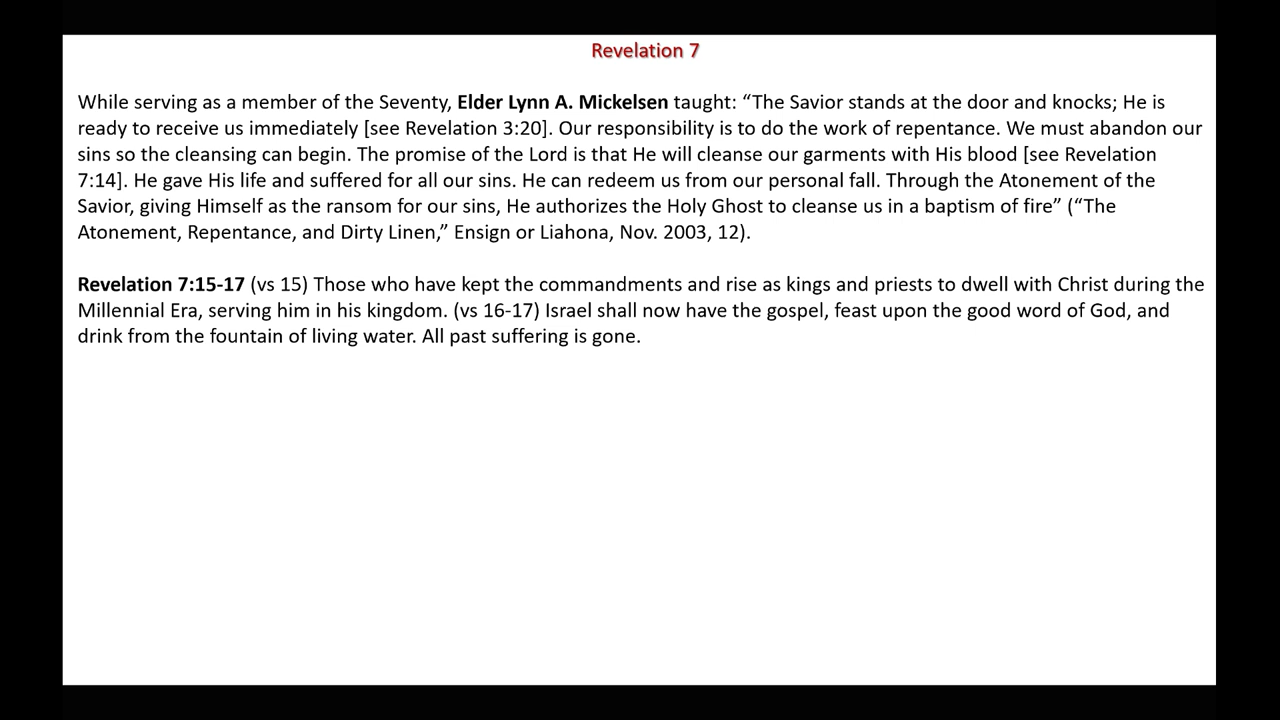 Revelation 7
While serving as a member of the Seventy, Elder Lynn A. Mickelsen taught: “The Savior stands at the door and knocks; He is
ready to receive us immediately [see Revelation 3:20]. Our responsibility is to do the work of repentance. We must abandon our
sins so the cleansing can begin. The promise of the Lord is that He will cleanse our garments with His blood [see Revelation
7:14]. He gave His life and suffered for all our sins. He can redeem us from our personal fall. Through the Atonement of the
Savior, giving Himself as the ransom for our sins, He authorizes the Holy Ghost to cleanse us in a baptism of fire” (“The
Atonement, Repentance, and Dirty Linen,” Ensign or Liahona, Nov. 2003, 12).
Revelation 7:15-17 (vs 15) Those who have kept the commandments and rise as kings and priests to dwell with Christ during the
Millennial Era, serving him in his kingdom. (vs 16-17) Israel shall now have the gospel, feast upon the good word of God, and
drink from the fountain of living water. All past suffering is gone.